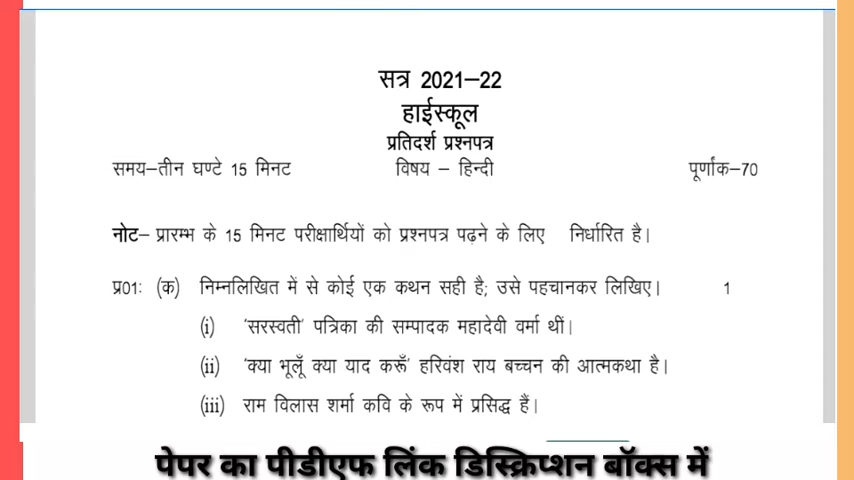 सत्र 2021–22
हाईस्कूल
प्रतिदर्श प्रश्नपत्र
समय–तीन घण्टे 15 मिनट विषय – हिन्दी पूर्णांक–70
नोट– प्रारम्भ के 15 मिनट परीक्षार्थियों को प्रश्नपत्र पढ़ने के लिए निर्धारित है।
प्र01: (क) निम्नलिखित में से कोई एक कथन सही है; उसे पहचानकर लिखिए। 1
(i) 'सरस्वती' पत्रिका की सम्पादक महादेवी वर्मा थीं।
(ii) 'क्या भूलूँ क्या याद करूँ' हरिवंश राय बच्चन की आत्मकथा है।
(iii) राम विलास शर्मा कवि के रूप में प्रसिद्ध हैं।
पेपर का पीडीएफ लिंक डिस्क्रिप्शन बॉक्स में